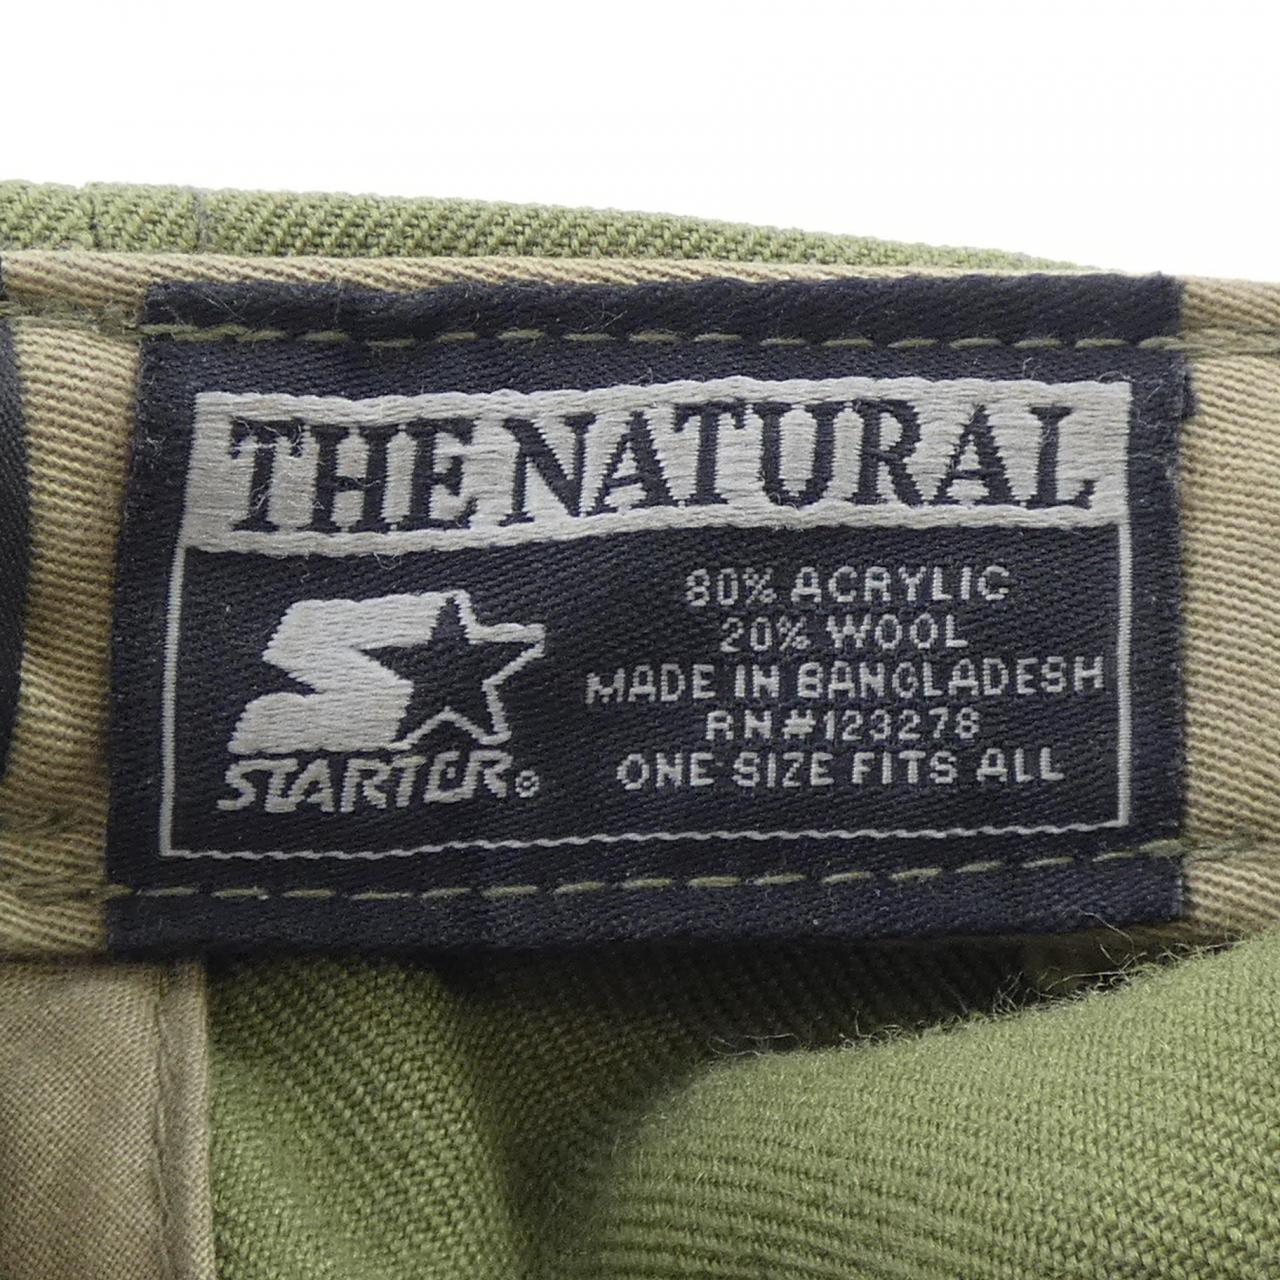 THE NATURAL
80% ACRYLIC
20% WOOL
MADE IN BANGLADESH
RN#123278
ONE SIZE FITS ALL
STARTER®